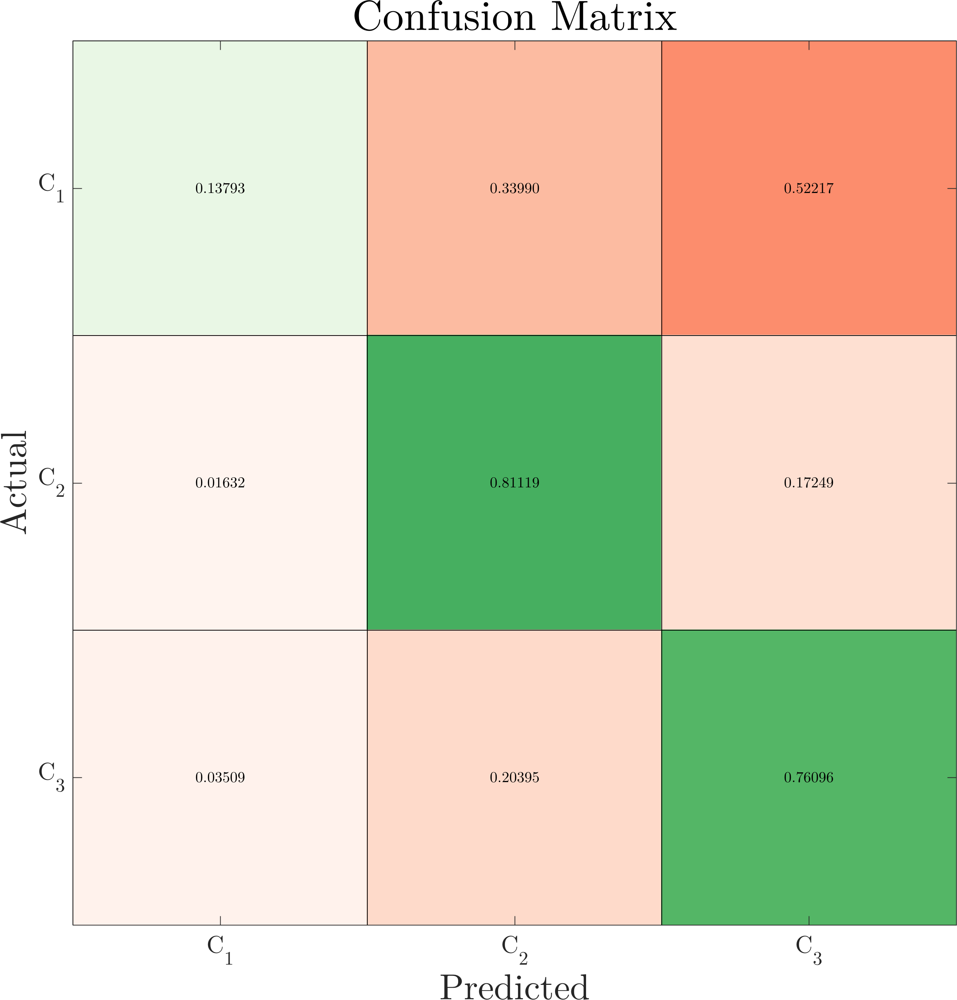 Confusion Matrix
C1 0.13793 0.33990 0.52217
C2 0.01632 0.81119 0.17249
C3 0.03509 0.20395 0.76096
Actual
C1 C2 C3
Predicted